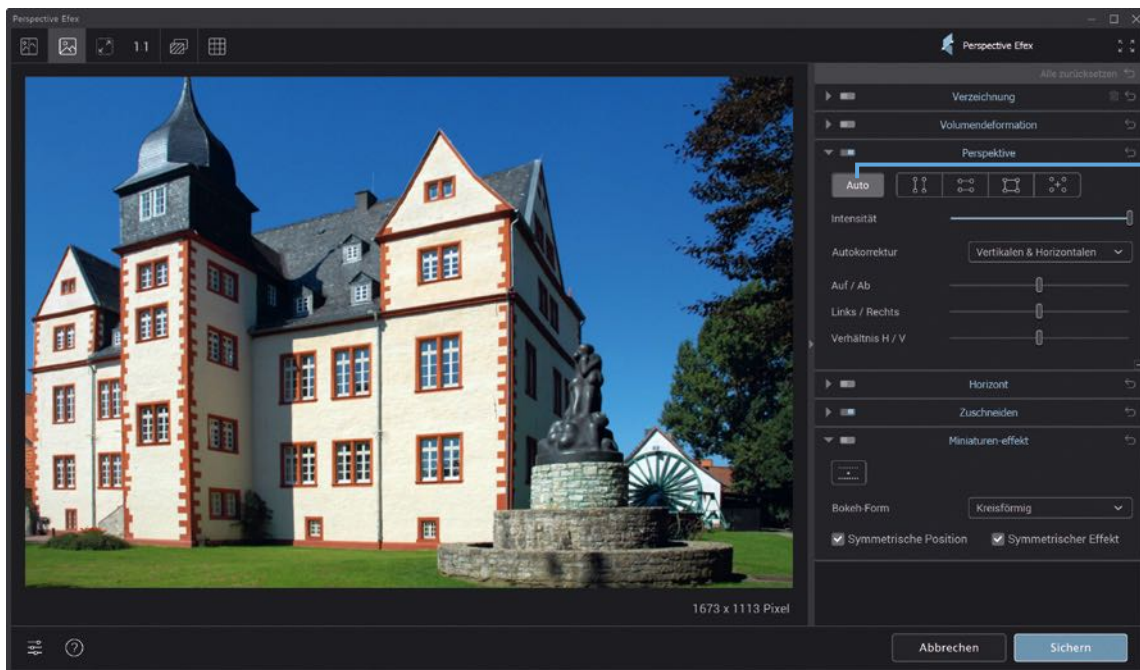 Perspective Efex
1:1
Perspective Efex
Alle zurücksetzen
Verzeichnung
Volumendeformation
Perspektive
Auto
Intensität
Autokorrektur
Vertikalen & Horizontalen
Auf / Ab
Links / Rechts
Verhältnis H / V
Horizont
Zuschneiden
Miniaturen-effekt
Bokeh-Form
Kreisförmig
Symmetrische Position
Symmetrischer Effekt
1673 x 1113 Pixel
?
Abbrechen
Sichern